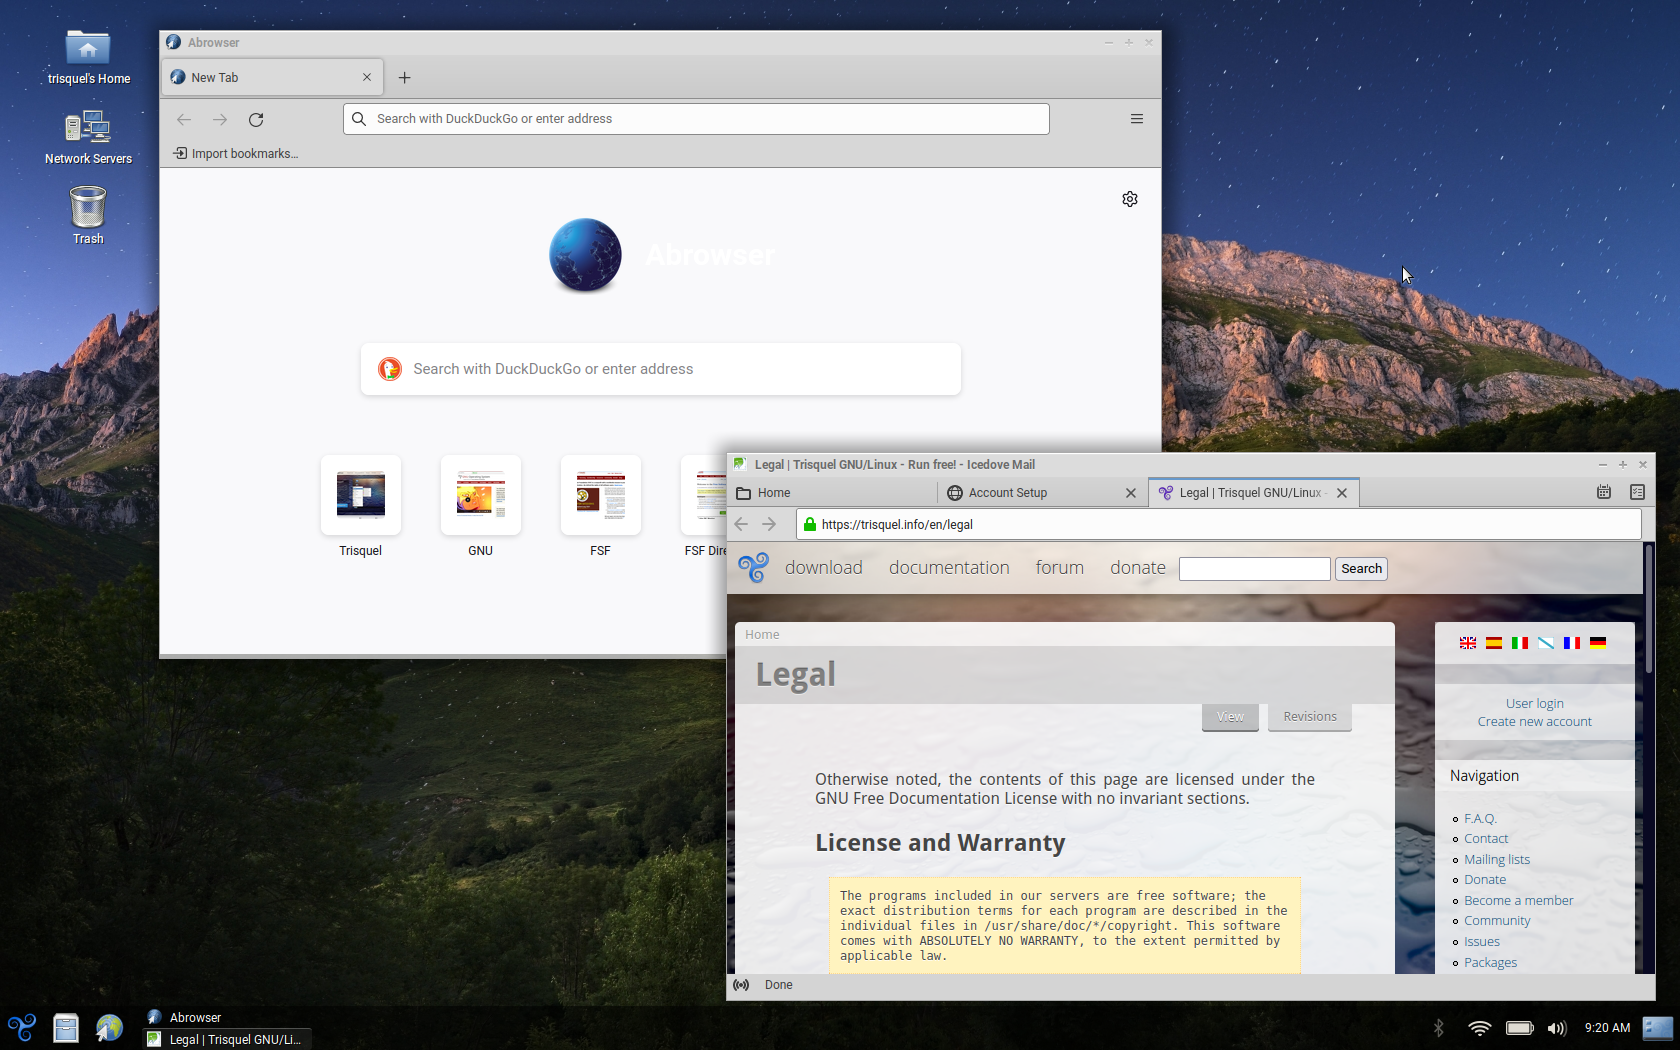 trisquel's Home
Network Servers
Trash
Abrowser
New Tab
Search with DuckDuckGo or enter address
Import bookmarks...
Abrowser
Search with DuckDuckGo or enter address
Trisquel
GNU
FSF
FSF Dire
Legal | Trisquel GNU/Linux - Run free! - Icedove Mail
Home
Account Setup
Legal | Trisquel GNU/Linux -
https://trisquel.info/en/legal
download
documentation
forum
donate
Search
Home
Legal
View
Revisions
Otherwise noted, the contents of this page are licensed under the
GNU Free Documentation License with no invariant sections.
License and Warranty
The programs included in our servers are free software; the
exact distribution terms for each program are described in the
individual files in /usr/share/doc/*/copyright. This software
comes with ABSOLUTELY NO WARRANTY, to the extent permitted by
applicable law.
User login
Create new account
Navigation
F.A.Q.
Contact
Mailing lists
Donate
Become a member
Community
Issues
Packages
Done
Abrowser
Legal | Trisquel GNU/Li...
9:20 AM